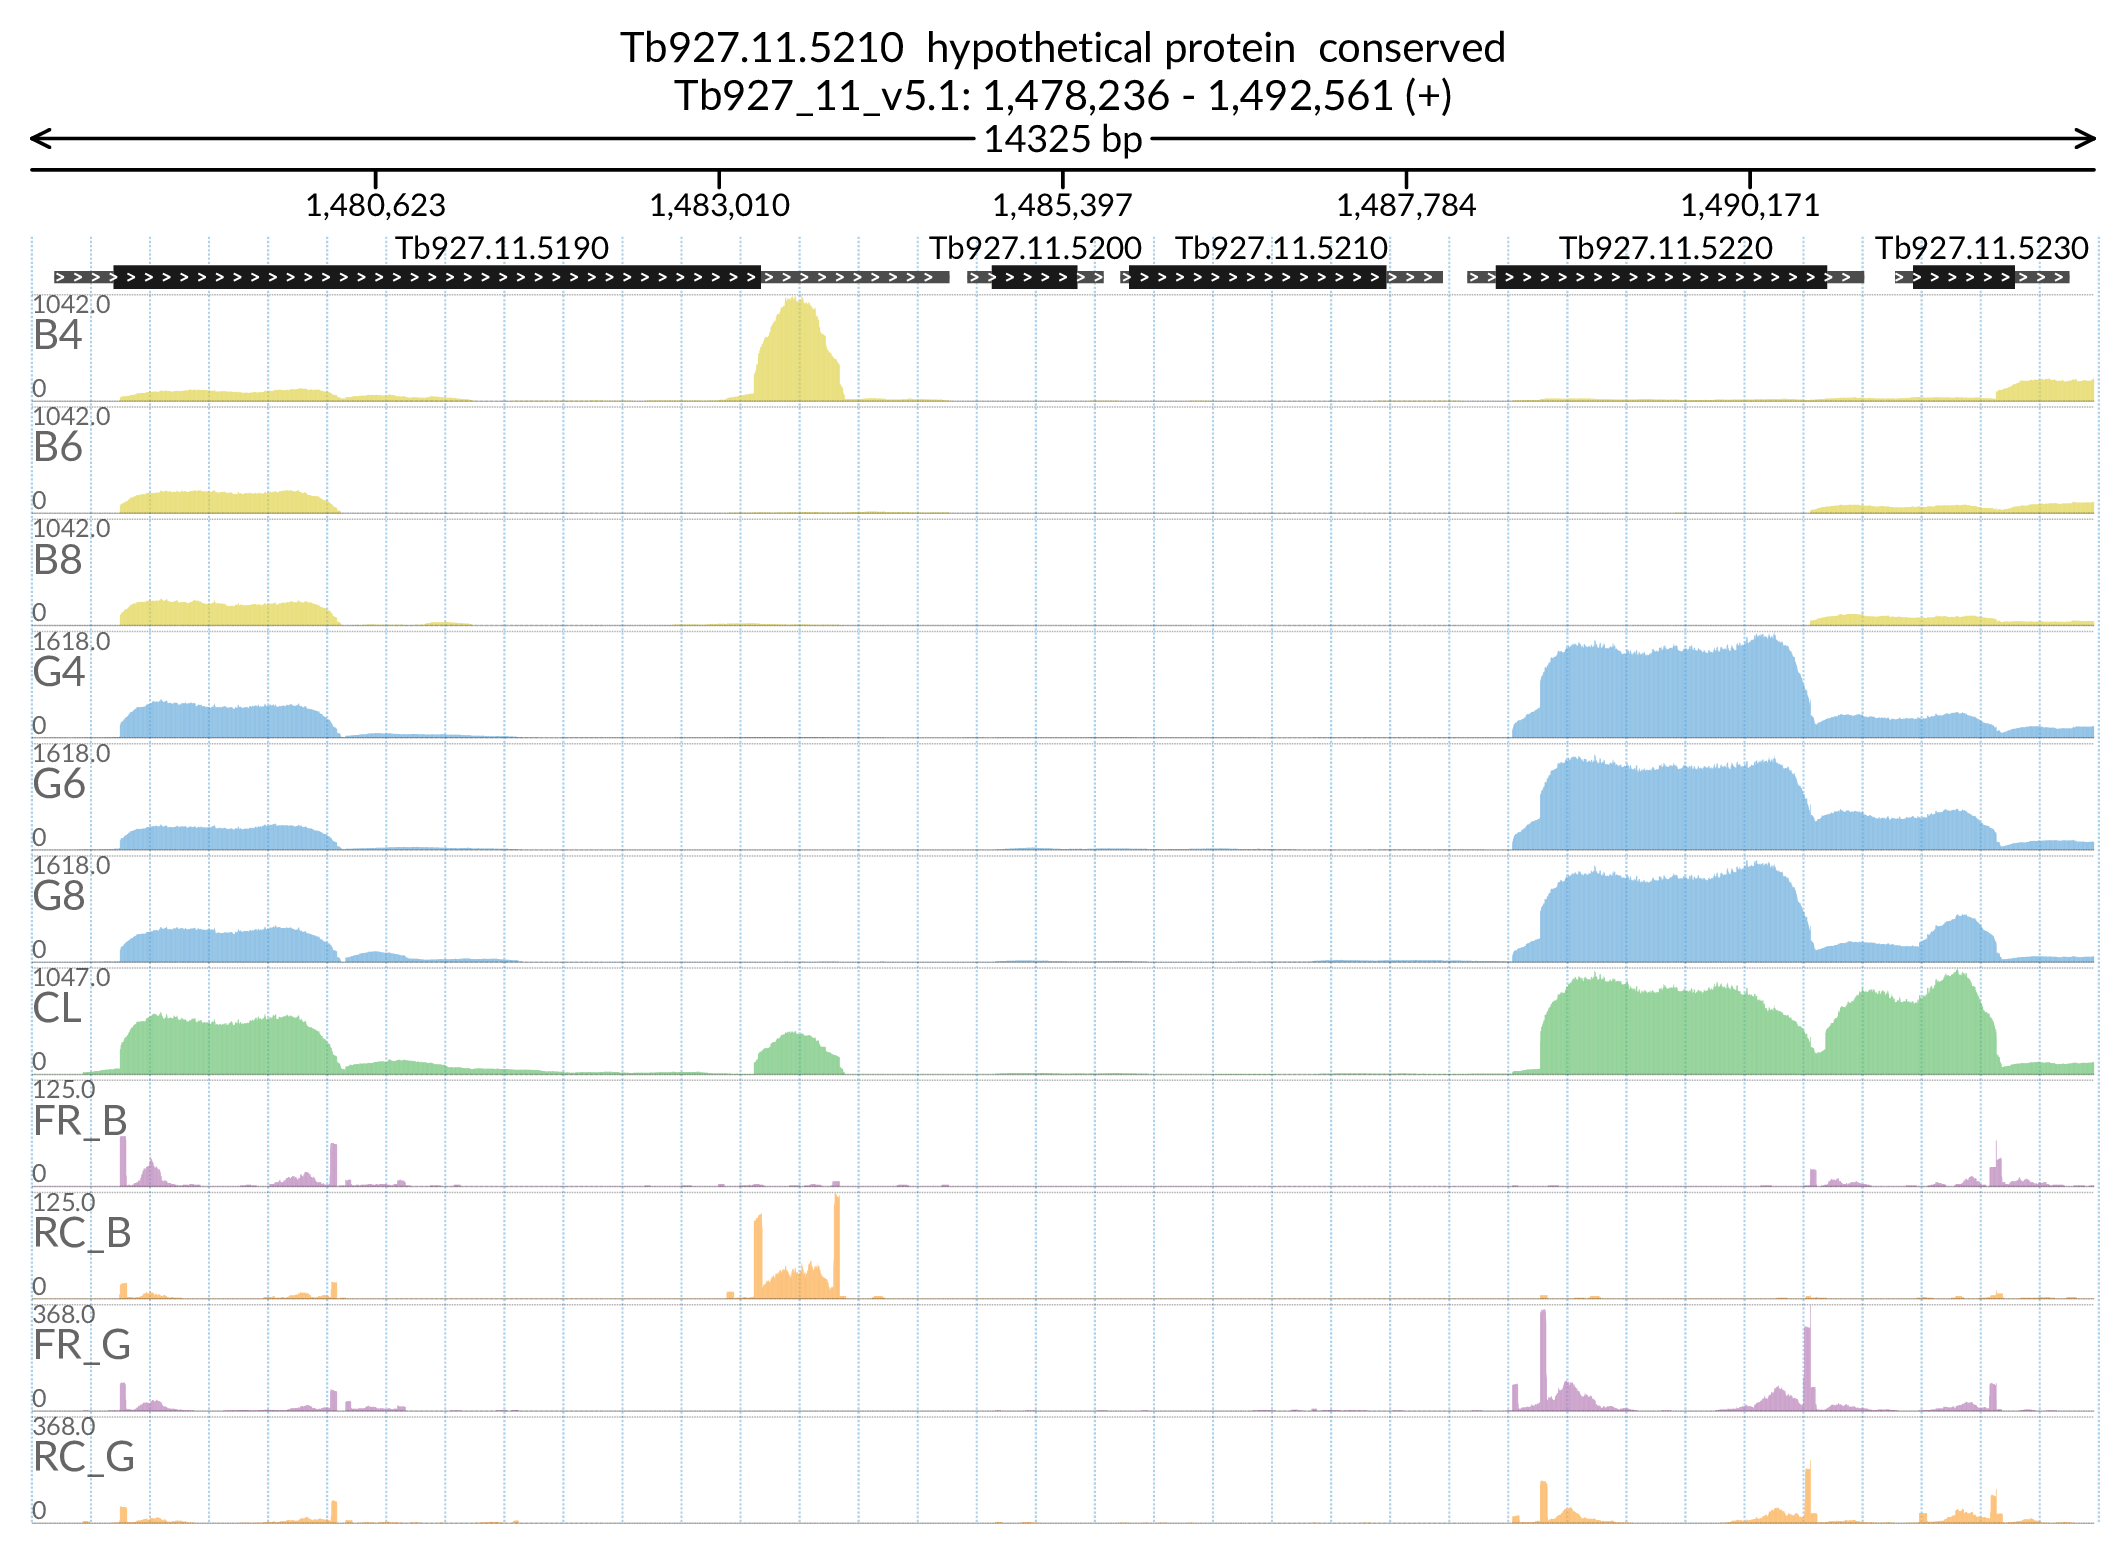 Tb927.11.5210  hypothetical protein  conserved
Tb927_11_v5.1: 1,478,236 - 1,492,561 (+)
14325 bp
1,480,623 1,483,010 1,485,397 1,487,784 1,490,171
Tb927.11.5190 Tb927.11.5200 Tb927.11.5210 Tb927.11.5220 Tb927.11.5230
1042.0
B4
0
1042.0
B6
0
1042.0
B8
0
1618.0
G4
0
1618.0
G6
0
1618.0
G8
0
1047.0
CL
0
125.0
FR_B
0
125.0
RC_B
0
368.0
FR_G
0
368.0
RC_G
0